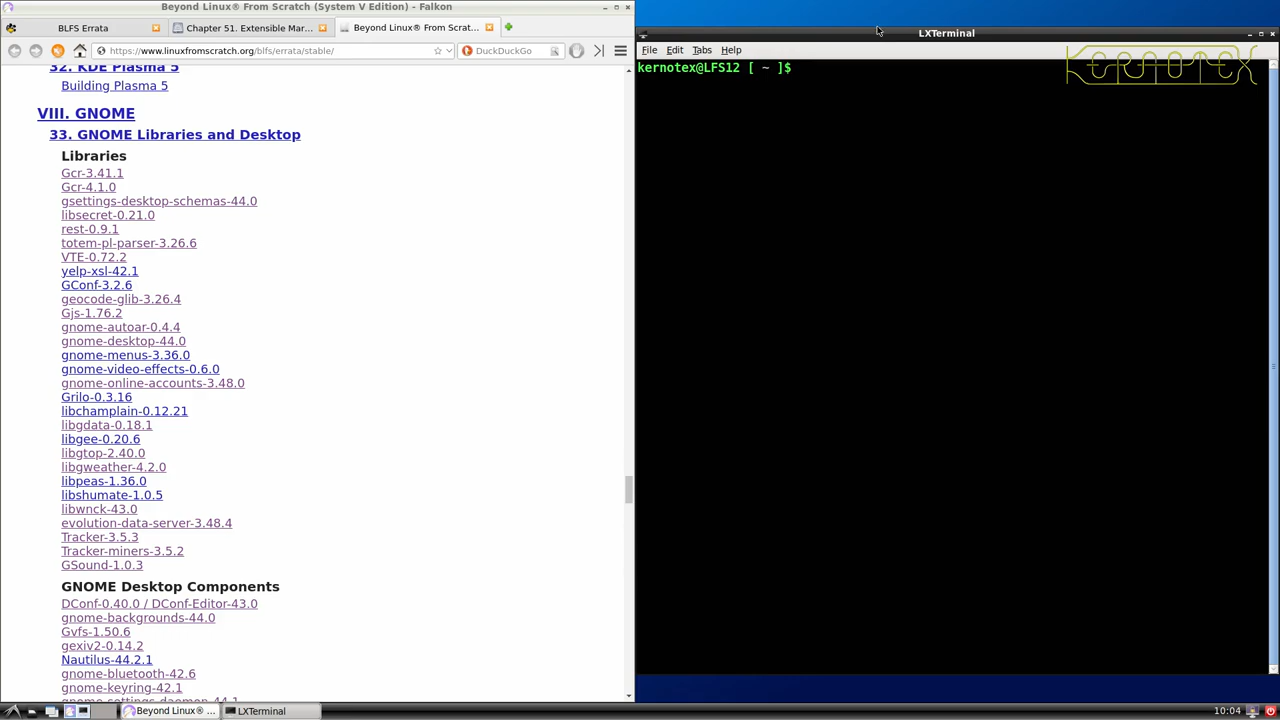 Beyond Linux® From Scratch (System V Edition) - Falkon
BLFS Errata
Chapter 51. Extensible Mar...
Beyond Linux® From Scrat...
https://www.linuxfromscratch.org/blfs/errata/stable/
DuckDuckGo
32. KDE Plasma 5
Building Plasma 5
VIII. GNOME
33. GNOME Libraries and Desktop
Libraries
Gcr-3.41.1
Gcr-4.1.0
gsettings-desktop-schemas-44.0
libsecret-0.21.0
rest-0.9.1
totem-pl-parser-3.26.6
VTE-0.72.2
yelp-xsl-42.1
GConf-3.2.6
geocode-glib-3.26.4
Gjs-1.76.2
gnome-autoar-0.4.4
gnome-desktop-44.0
gnome-menus-3.36.0
gnome-video-effects-0.6.0
gnome-online-accounts-3.48.0
Grilo-0.3.16
libchamplain-0.12.21
libgdata-0.18.1
libgee-0.20.6
libgtop-2.40.0
libgweather-4.2.0
libpeas-1.36.0
libshumate-1.0.5
libwnck-43.0
evolution-data-server-3.48.4
Tracker-3.5.3
Tracker-miners-3.5.2
GSound-1.0.3
GNOME Desktop Components
DConf-0.40.0 / DConf-Editor-43.0
gnome-backgrounds-44.0
Gvfs-1.50.6
gexiv2-0.14.2
Nautilus-44.2.1
gnome-bluetooth-42.6
gnome-keyring-42.1
gnome-settings-daemon-44.1
LXTerminal
File Edit Tabs Help
kernotex@LFS12 [ ~ ]$
KERNOTEX
Beyond Linux® ...
LXTerminal
10:04